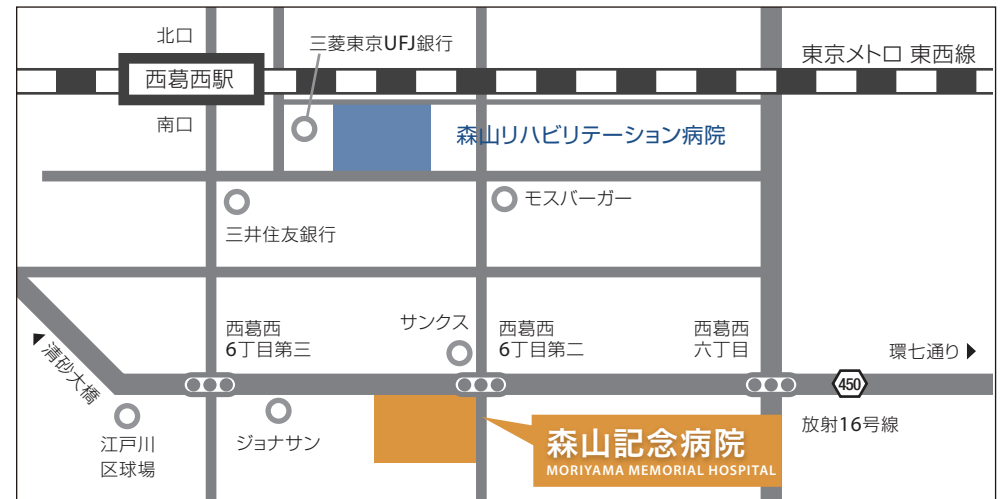 北口
三菱東京UFJ銀行
東京メトロ 東西線
西葛西駅
南口
森山リハビリテーション病院
モスバーガー
三井住友銀行
サンクス
西葛西
6丁目第三
西葛西
6丁目第二
西葛西
六丁目
環七通り
清砂大橋
450
江戸川
区球場
ジョナサン
放射16号線
森山記念病院
MORIYAMA MEMORIAL HOSPITAL